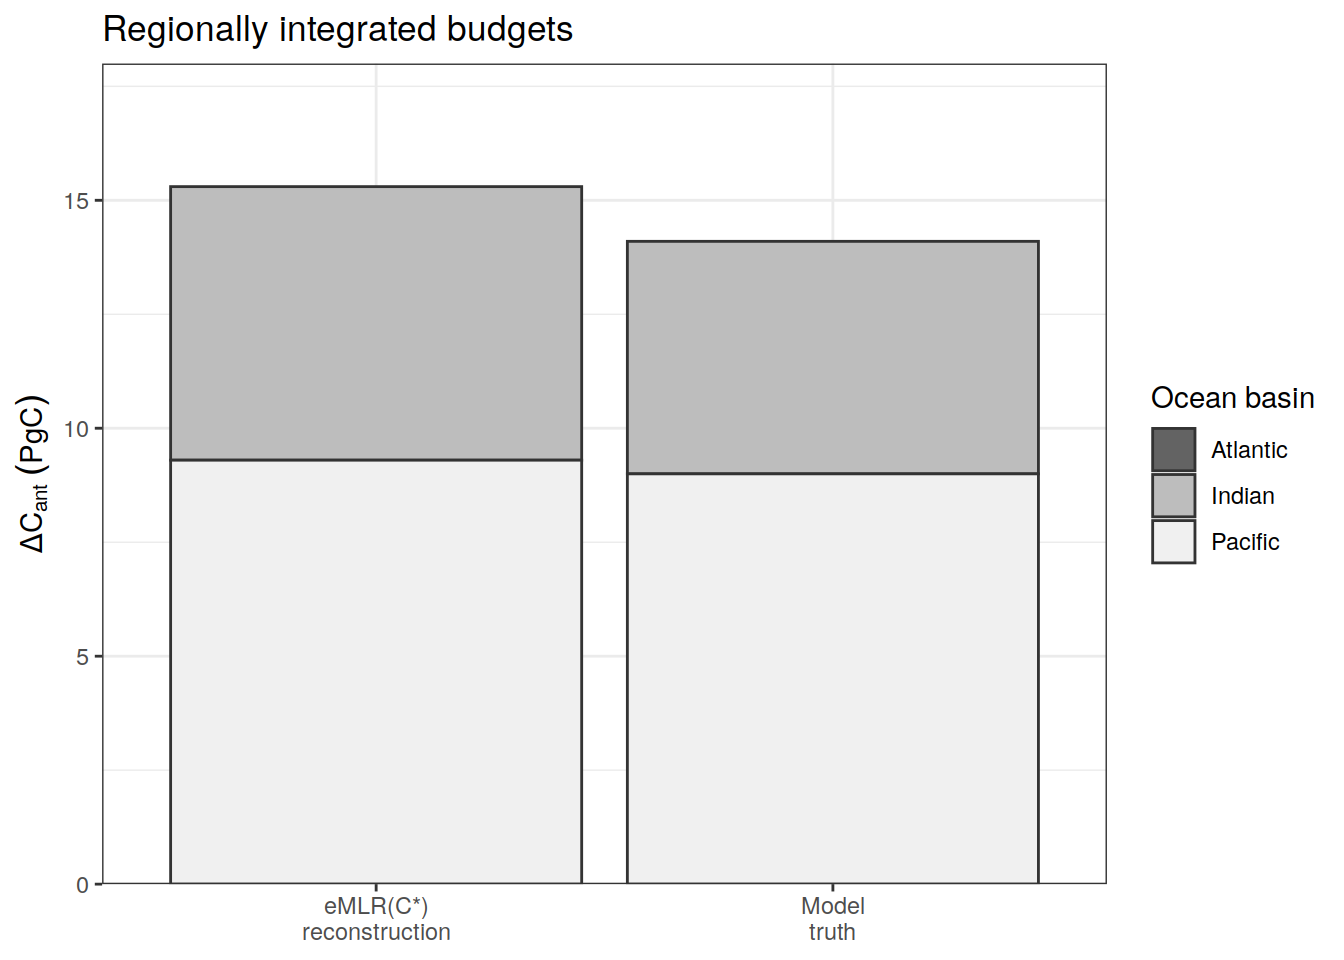 Regionally integrated budgets
ΔCant (PgC)
15
10
5
0
eMLR(C*)
reconstruction
Model
truth
Ocean basin
Atlantic
Indian
Pacific